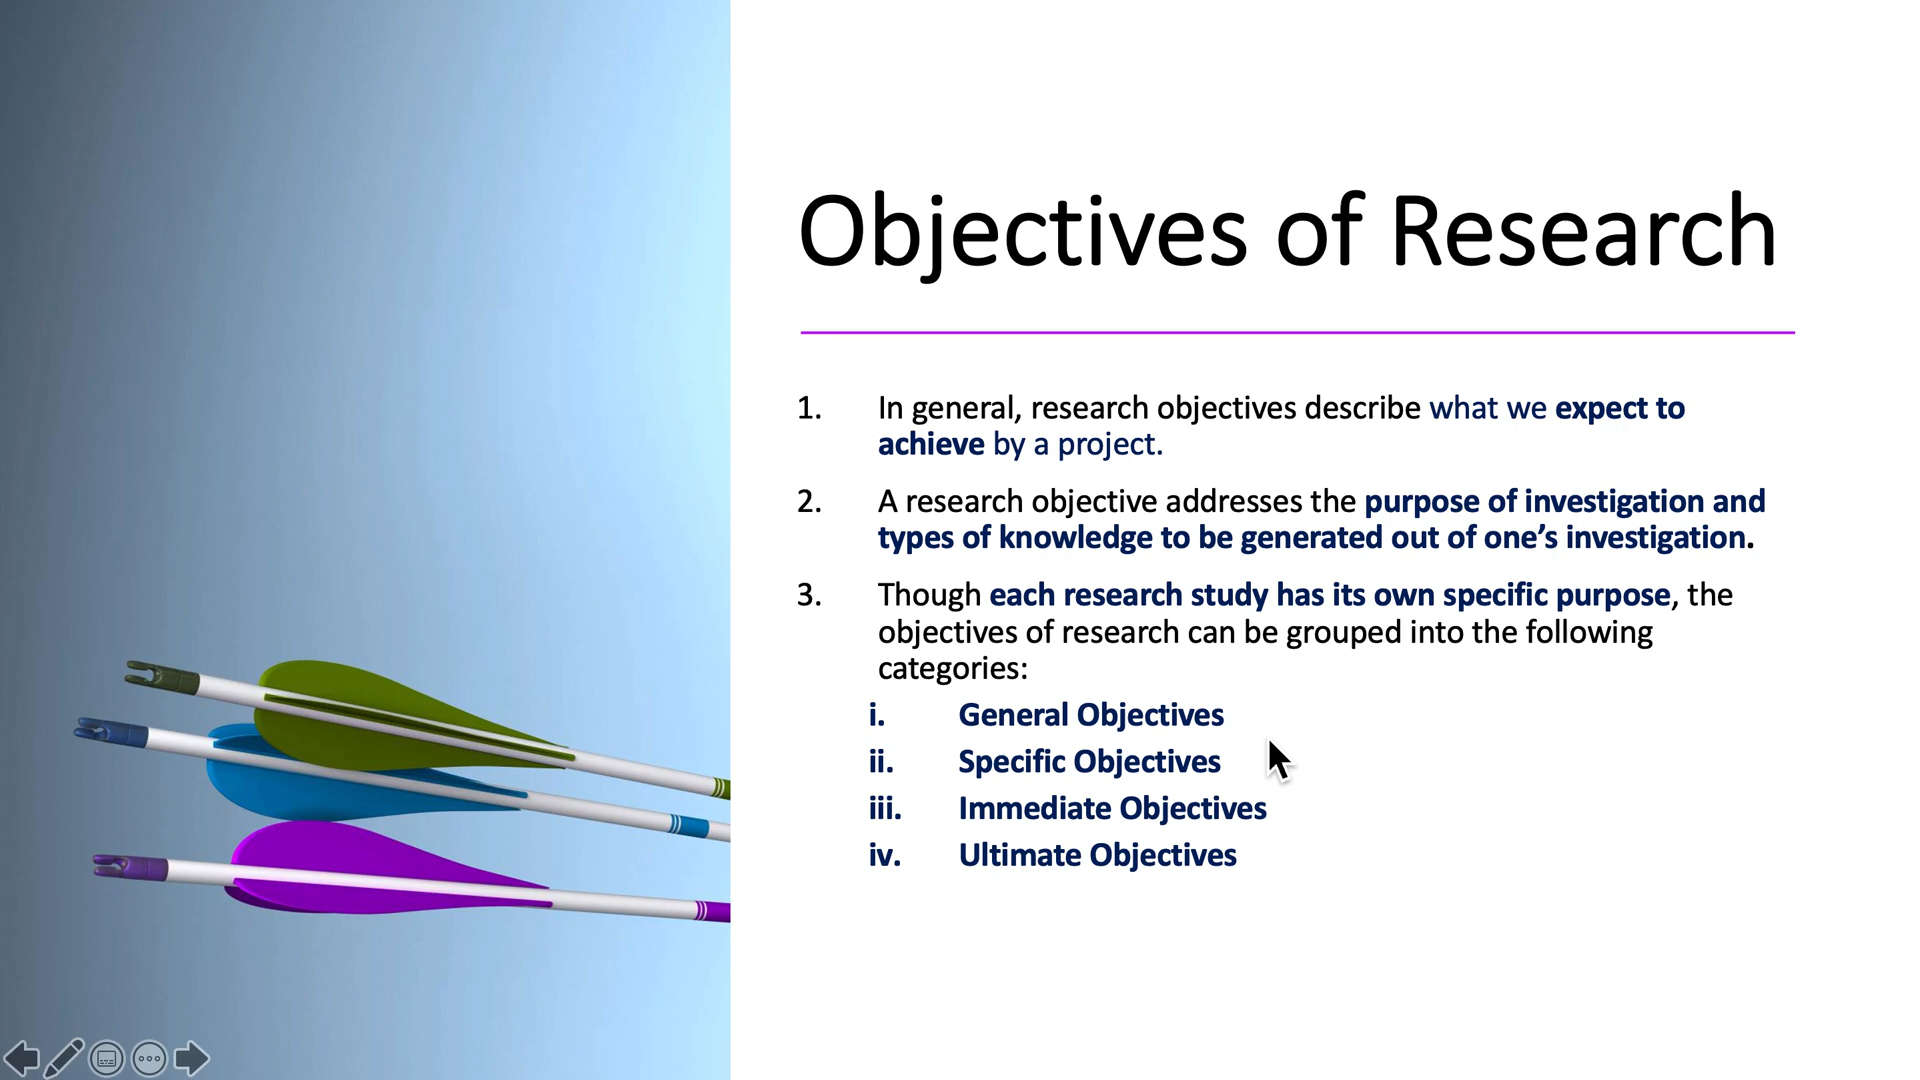 Objectives of Research
1. In general, research objectives describe what we expect to
achieve by a project.
2. A research objective addresses the purpose of investigation and
types of knowledge to be generated out of one’s investigation.
3. Though each research study has its own specific purpose, the
objectives of research can be grouped into the following
categories:
i. General Objectives
ii. Specific Objectives
iii. Immediate Objectives
iv. Ultimate Objectives